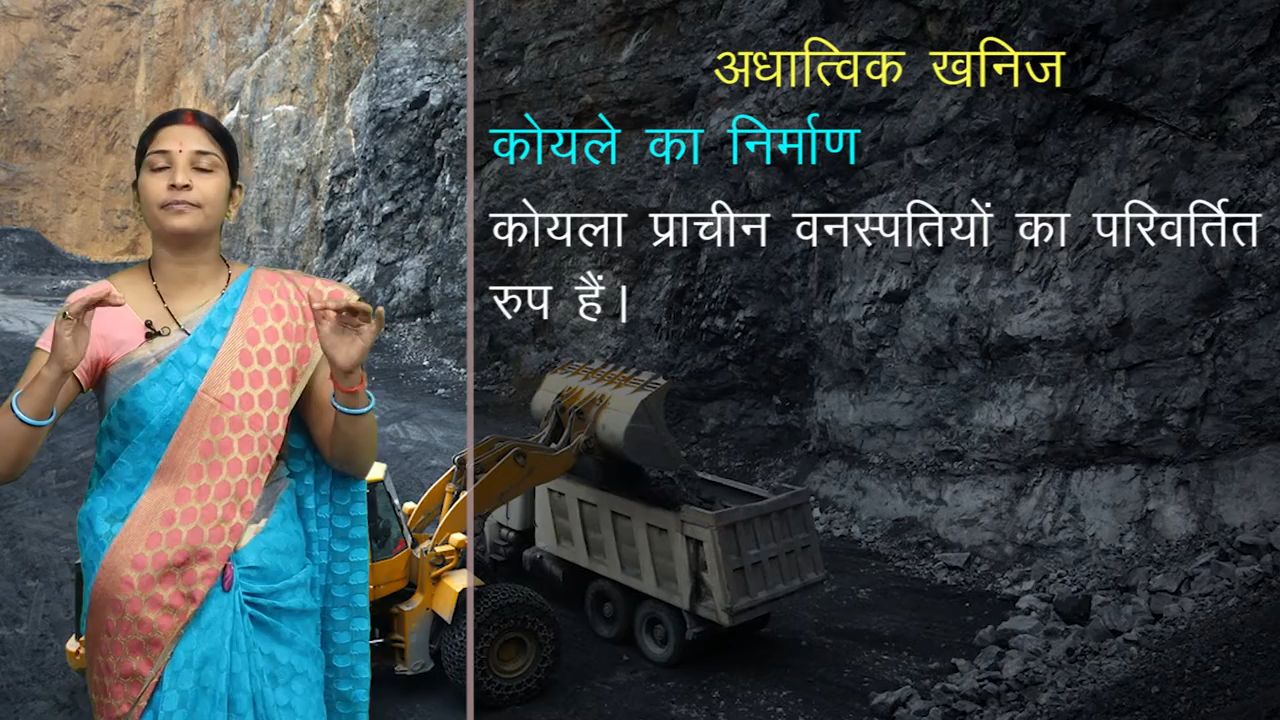 अधात्विक खनिज
कोयले का निर्माण
कोयला प्राचीन वनस्पतियों का परिवर्तित
रुप हैं।